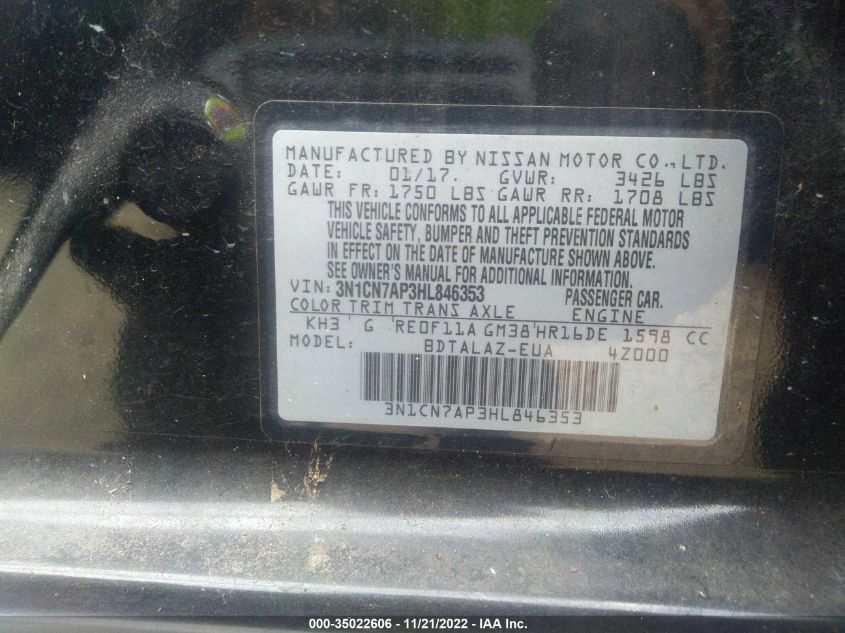 MANUFACTURED BY NISSAN MOTOR CO., LTD.
DATE: 01/17. GVWR: 3426 LBS
GAWR FR: 1750 LBS GAWR RR: 1708 LBS
THIS VEHICLE CONFORMS TO ALL APPLICABLE FEDERAL MOTOR
VEHICLE SAFETY, BUMPER AND THEFT PREVENTION STANDARDS
IN EFFECT ON THE DATE OF MANUFACTURE SHOWN ABOVE.
SEE OWNER'S MANUAL FOR ADDITIONAL INFORMATION.
VIN: 3N1CN7AP3HL846353 PASSENGER CAR.
COLOR TRIM TRANS AXLE ENGINE
KH3 G RE0F11A GM38 HR16DE 1598 CC
MODEL: BDTALAZ-EUA 4Z000
3N1CN7AP3HL846353
000-35022606 - 11/21/2022 - IAA Inc.